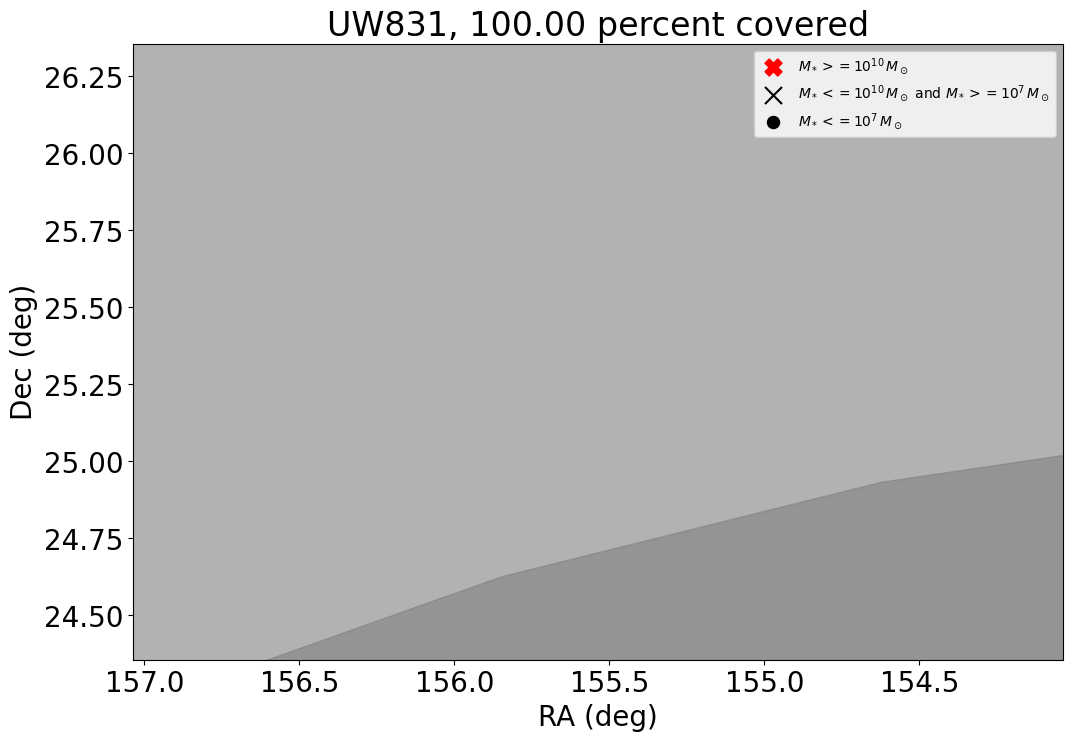 UW831, 100.00 percent covered
M* >= 10^10 M⊙
M* <= 10^10 M⊙ and M* >= 10^7 M⊙
M* <= 10^7 M⊙
26.25
26.00
25.75
25.50
25.25
25.00
24.75
24.50
Dec (deg)
157.0 156.5 156.0 155.5 155.0 154.5
RA (deg)